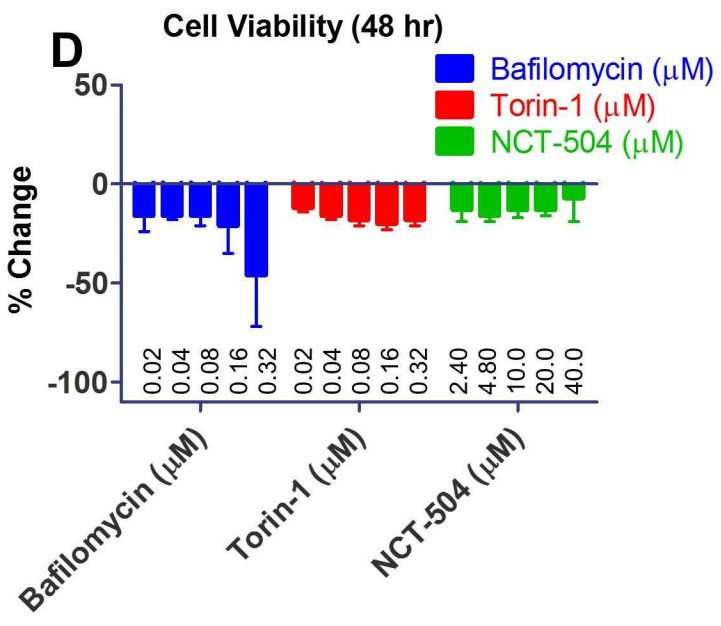 D
Cell Viability (48 hr)
Bafilomycin (μM)
Torin-1 (μM)
NCT-504 (μM)
% Change
50
0
-50
-100
0.02
0.04
0.08
0.16
0.32
0.02
0.04
0.08
0.16
0.32
2.40
4.80
10.0
20.0
40.0
Bafilomycin (μM)
Torin-1 (μM)
NCT-504 (μM)